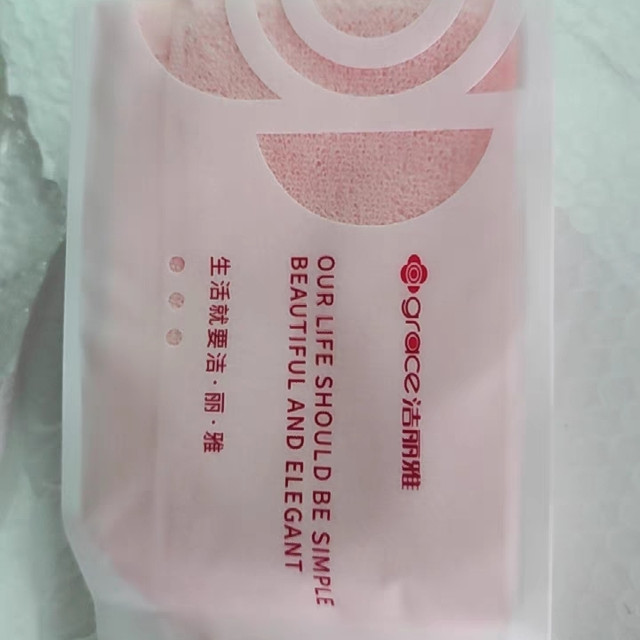 grace洁丽雅
OUR LIFE SHOULD BE SIMPLE
BEAUTIFUL AND ELEGANT
生活就要洁·丽·雅